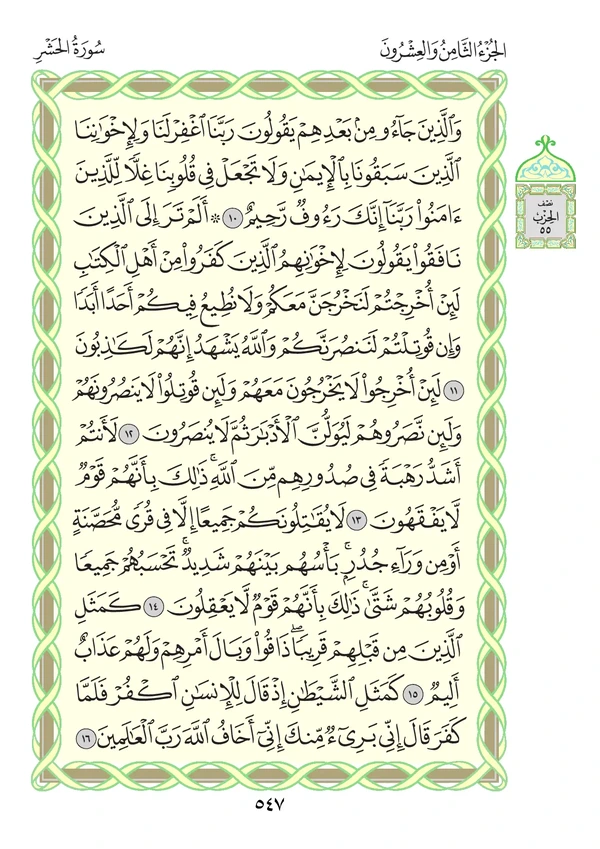 الجُزْءُ الثَّامِنُ وَالعِشْرُونَ
سُورَةُ الحَشْرِ
وَالَّذِينَ جَاءُو مِنۢ بَعْدِهِمْ يَقُولُونَ رَبَّنَا ٱغْفِرْ لَنَا وَلِإِخْوَٰنِنَا
ٱلَّذِينَ سَبَقُونَا بِٱلْإِيمَٰنِ وَلَا تَجْعَلْ فِى قُلُوبِنَا غِلًّا لِّلَّذِينَ
ءَامَنُوا۟ رَبَّنَآ إِنَّكَ رَءُوفٌ رَّحِيمٌ ١٠ ۞ أَلَمْ تَرَ إِلَى ٱلَّذِينَ
نَافَقُوا۟ يَقُولُونَ لِإِخْوَٰنِهِمُ ٱلَّذِينَ كَفَرُوا۟ مِنْ أَهْلِ ٱلْكِتَٰبِ
لَئِنْ أُخْرِجْتُمْ لَنَخْرُجَنَّ مَعَكُمْ وَلَا نُطِيعُ فِيكُمْ أَحَدًا أَبَدًا
وَإِن قُوتِلْتُمْ لَنَنصُرَنَّكُمْ وَٱللَّهُ يَشْهَدُ إِنَّهُمْ لَكَٰذِبُونَ
١١ لَئِنْ أُخْرِجُوا۟ لَا يَخْرُجُونَ مَعَهُمْ وَلَئِن قُوتِلُوا۟ لَا يَنصُرُونَهُمْ
وَلَئِن نَّصَرُوهُمْ لَيُوَلُّنَّ ٱلْأَدْبَٰرَ ثُمَّ لَا يُنصَرُونَ ١٢ لَأَنتُمْ
أَشَدُّ رَهْبَةً فِى صُدُورِهِم مِّنَ ٱللَّهِ ۚ ذَٰلِكَ بِأَنَّهُمْ قَوْمٌ
لَّا يَفْقَهُونَ ١٣ لَا يُقَٰتِلُونَكُمْ جَمِيعًا إِلَّا فِى قُرًى مُّحَصَّنَةٍ
أَوْ مِن وَرَآءِ جُدُرٍۭ ۚ بَأْسُهُم بَيْنَهُمْ شَدِيدٌ ۚ تَحْسَبُهُمْ جَمِيعًا
وَقُلُوبُهُمْ شَتَّىٰ ۚ ذَٰلِكَ بِأَنَّهُمْ قَوْمٌ لَّا يَعْقِلُونَ ١٤ كَمَثَلِ
ٱلَّذِينَ مِن قَبْلِهِمْ قَرِيبًا ۖ ذَاقُوا۟ وَبَالَ أَمْرِهِمْ وَلَهُمْ عَذَابٌ
أَلِيمٌ ١٥ كَمَثَلِ ٱلشَّيْطَٰنِ إِذْ قَالَ لِلْإِنسَٰنِ ٱكْفُرْ فَلَمَّا
كَفَرَ قَالَ إِنِّى بَرِىٓءٌ مِّنكَ إِنِّىٓ أَخَافُ ٱللَّهَ رَبَّ ٱلْعَٰلَمِينَ ١٦
نصف
الحزب
٥٥
٥٤٧